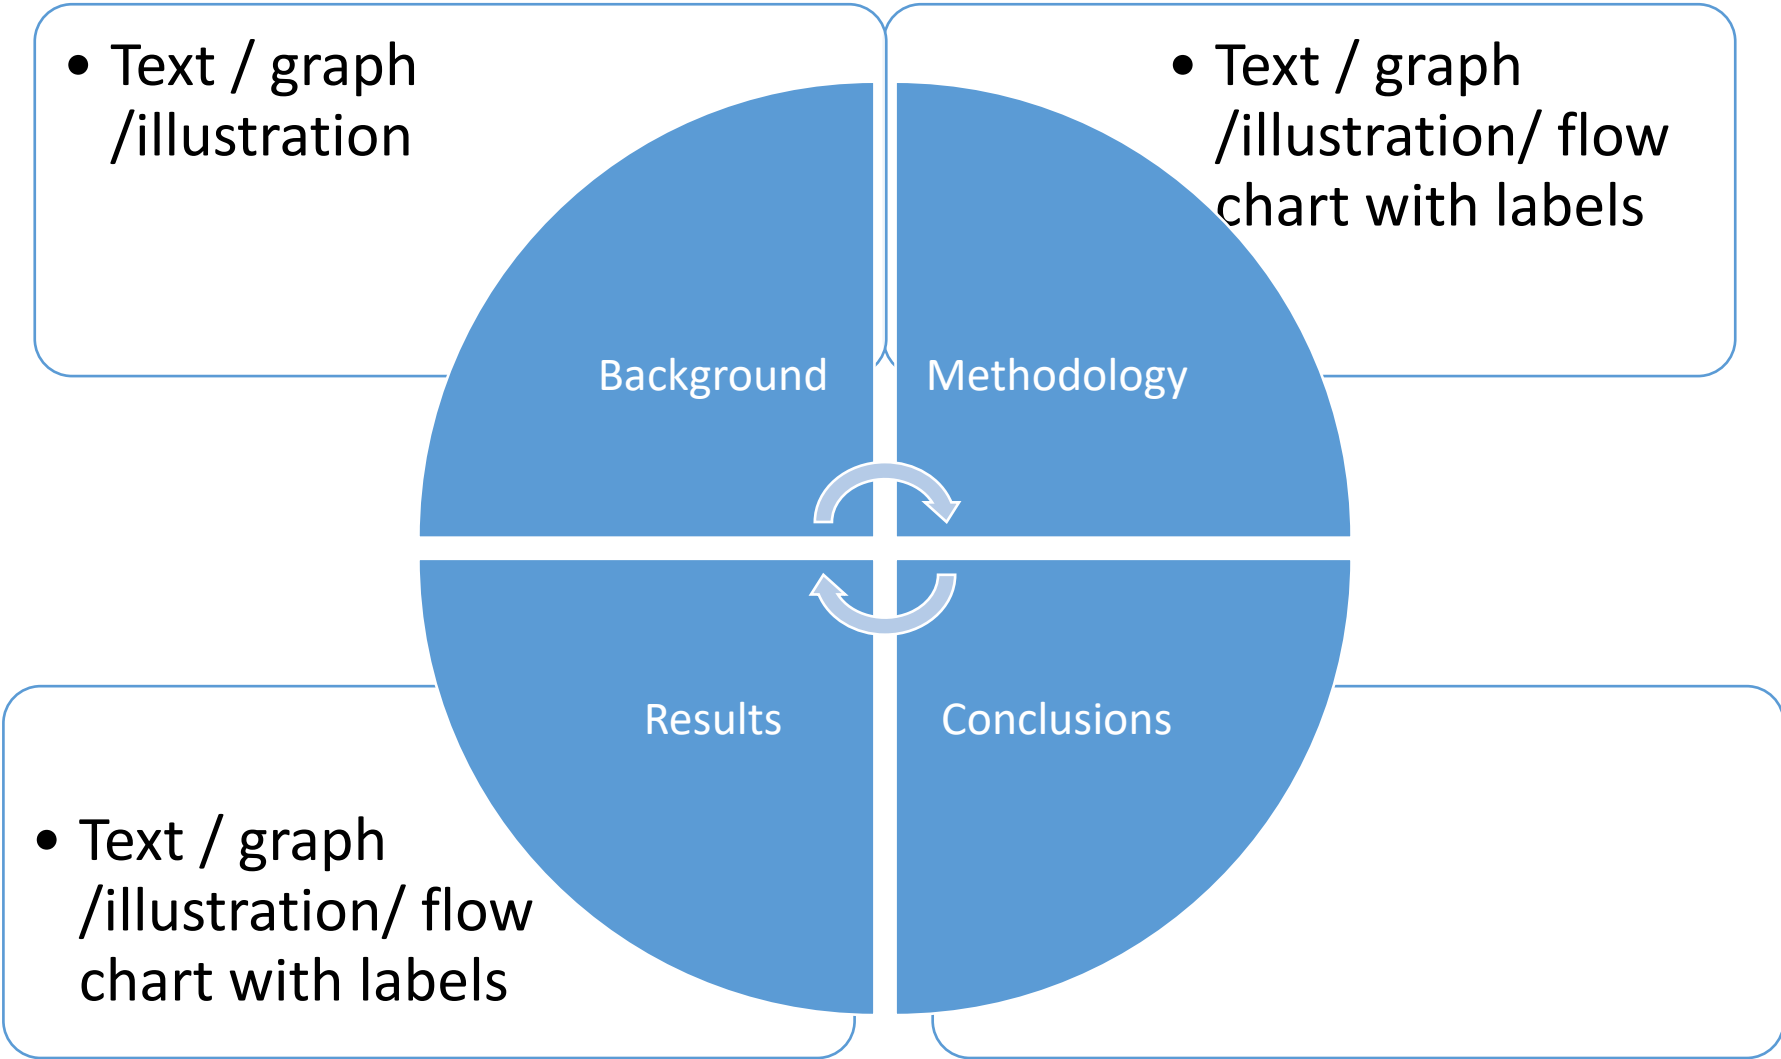 • Text / graph
/illustration
• Text / graph
/illustration/ flow
chart with labels
Background
Methodology
Results
Conclusions
• Text / graph
/illustration/ flow
chart with labels